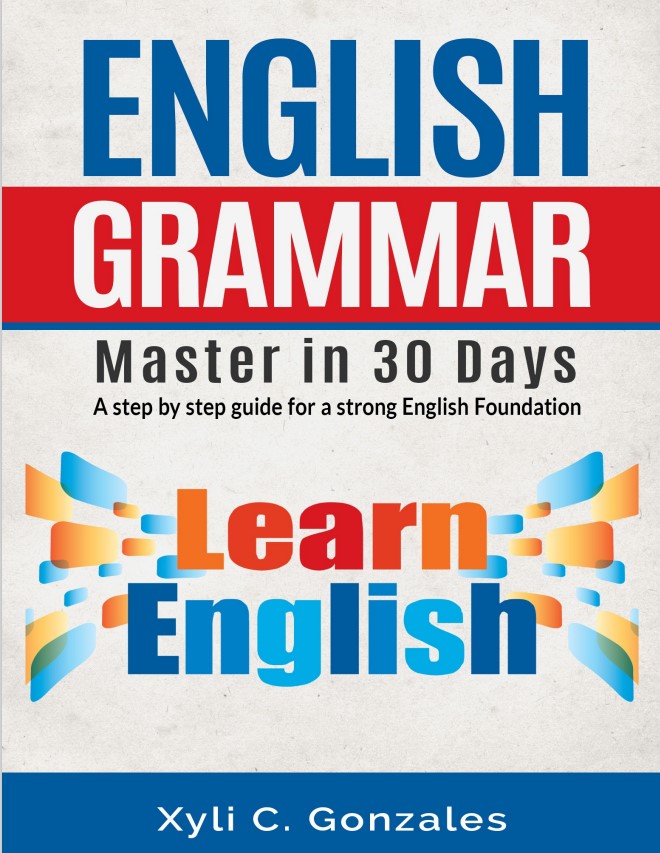 ENGLISH
GRAMMAR
Master in 30 Days
A step by step guide for a strong English Foundation
Learn
English
Xyli C. Gonzales